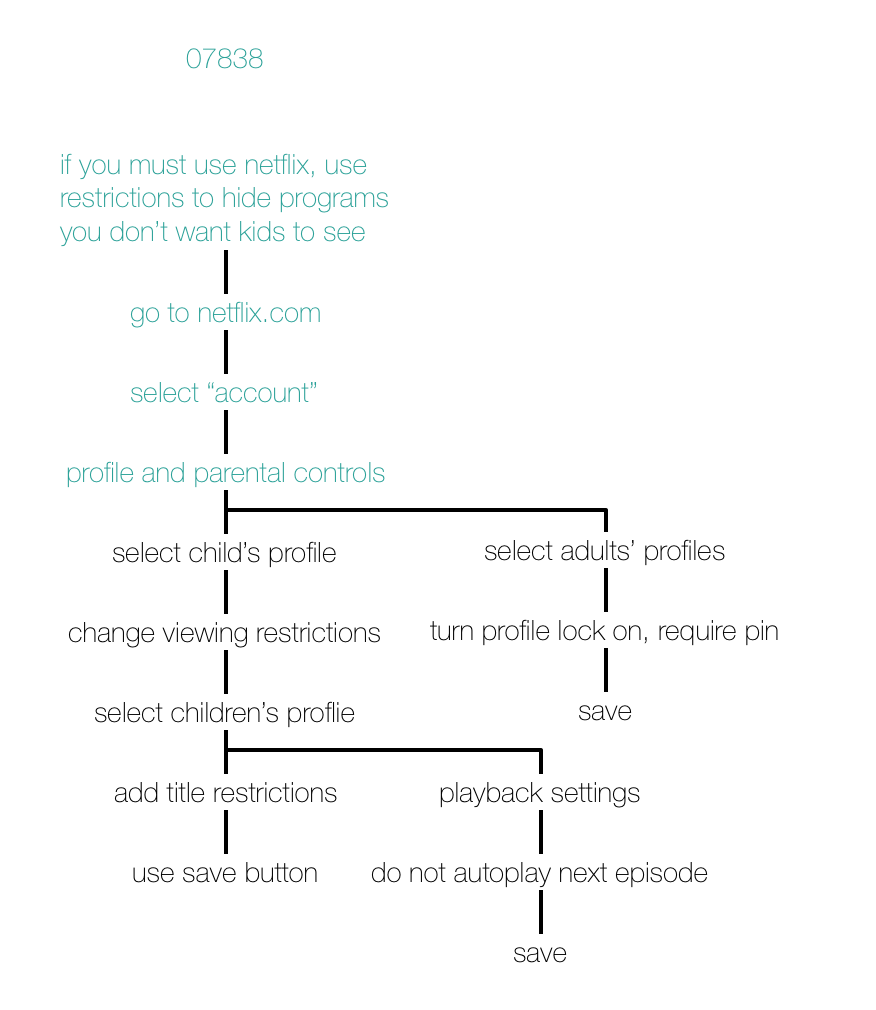 07838
if you must use netflix, use
restrictions to hide programs
you don’t want kids to see
go to netflix.com
select “account”
profile and parental controls
select child’s profile
select adults’ profiles
change viewing restrictions
turn profile lock on, require pin
select children’s proflie
save
add title restrictions
playback settings
use save button
do not autoplay next episode
save